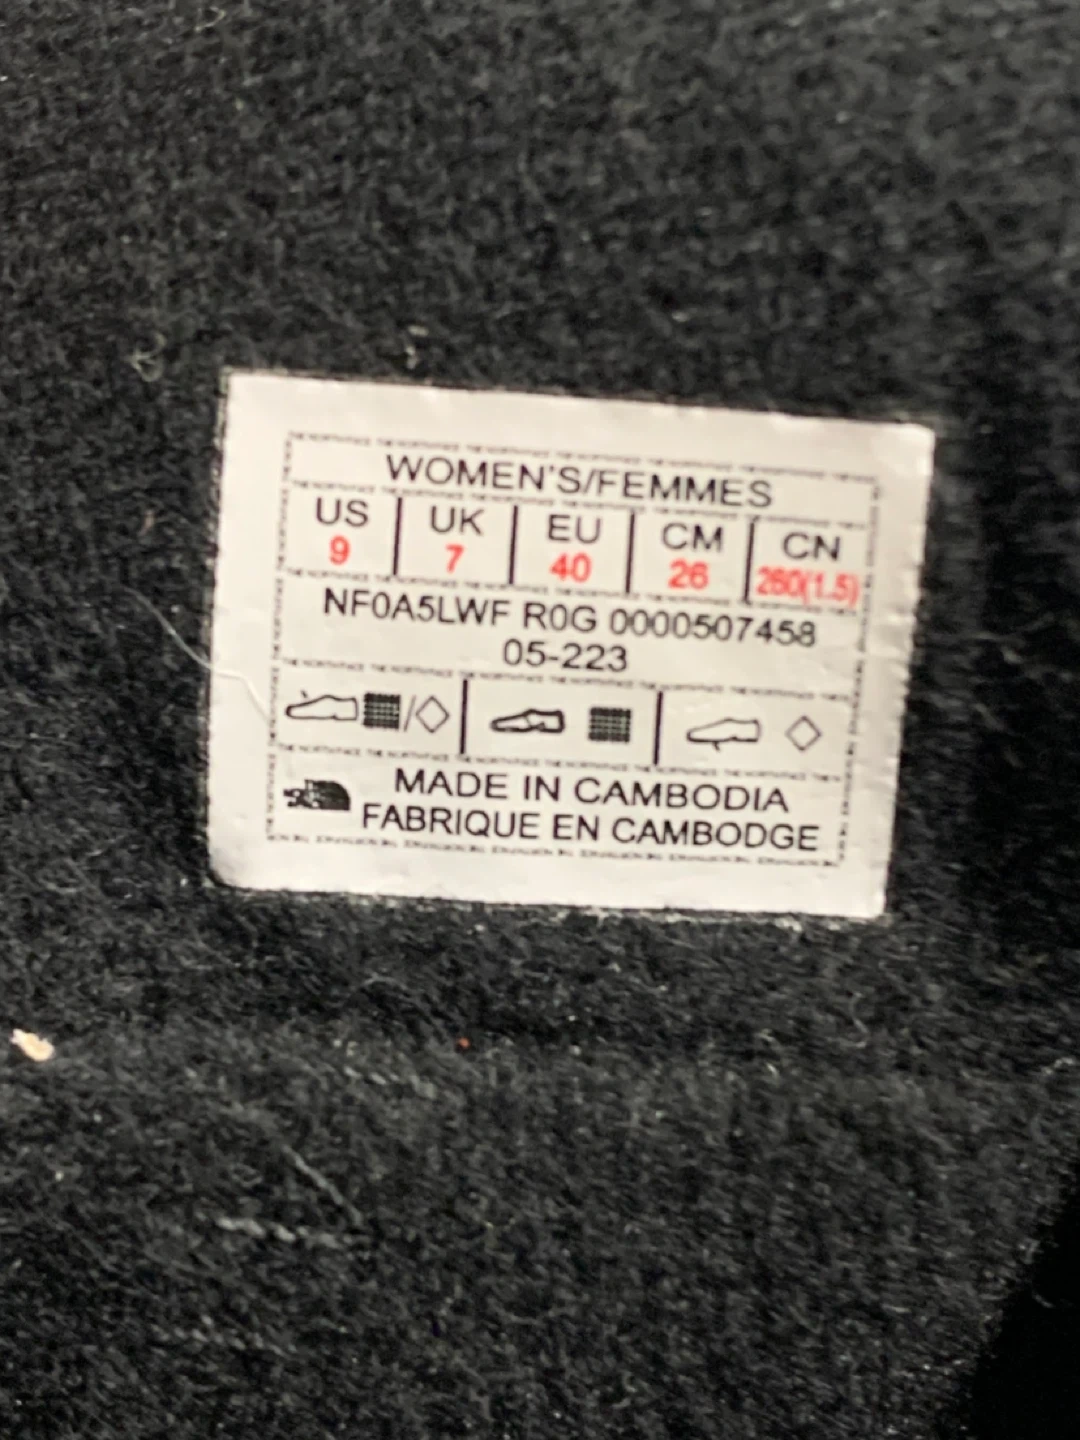 WOMEN'S/FEMMES
US UK EU CM CN
9 7 40 26 260(1.5)
NF0A5LWF R0G 0000507458
05-223
MADE IN CAMBODIA
FABRIQUE EN CAMBODGE